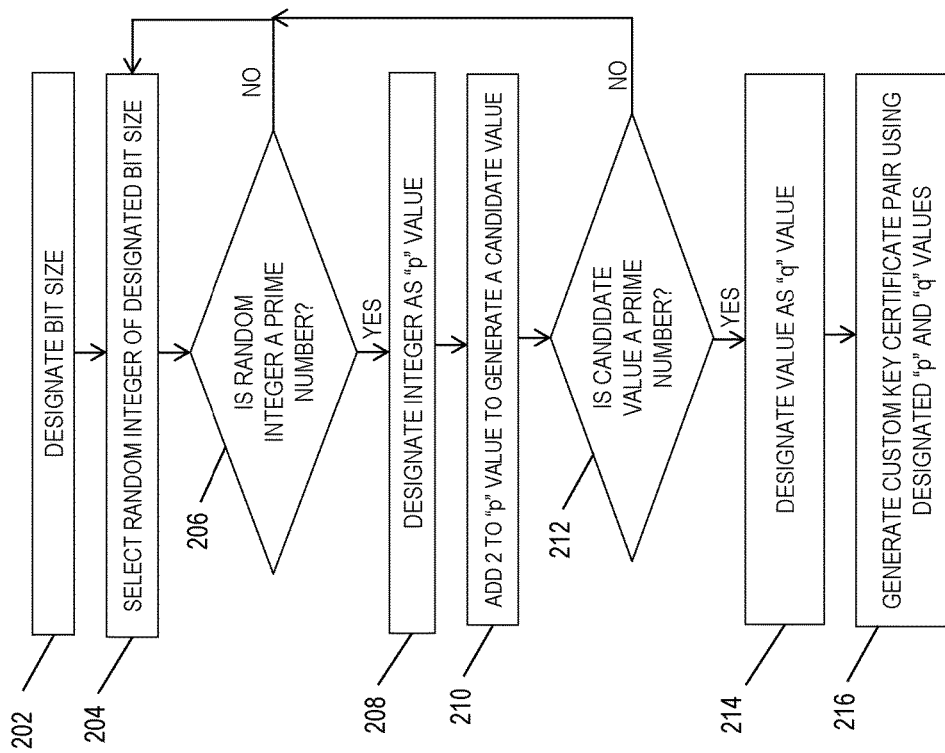 202
DESIGNATE BIT SIZE
204
SELECT RANDOM INTEGER OF DESIGNATED BIT SIZE
206
IS RANDOM
INTEGER A PRIME
NUMBER?
NO
YES
208
DESIGNATE INTEGER AS “p” VALUE
210
ADD 2 TO “p” VALUE TO GENERATE A CANDIDATE VALUE
212
IS CANDIDATE
VALUE A PRIME
NUMBER?
NO
YES
214
DESIGNATE VALUE AS “q” VALUE
216
GENERATE CUSTOM KEY CERTIFICATE PAIR USING
DESIGNATED “p” AND “q” VALUES